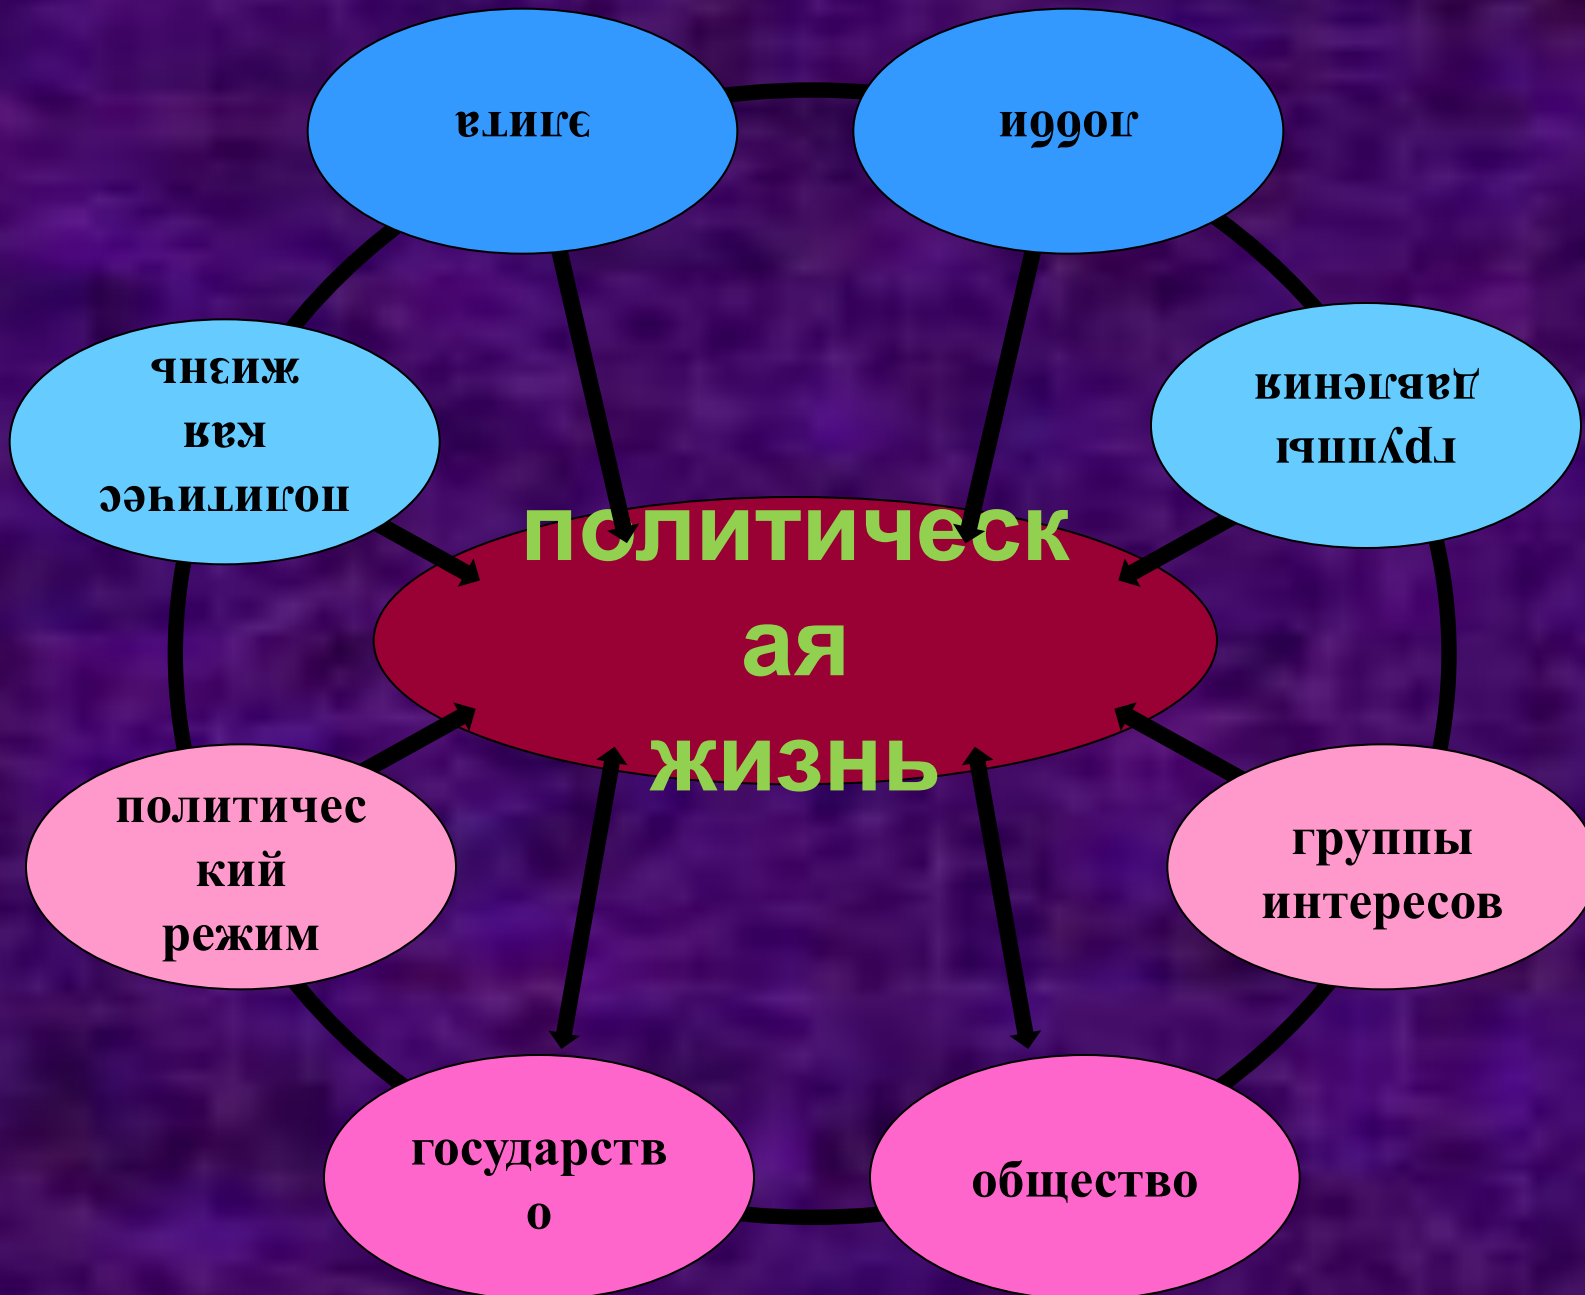 элита
лобби
политичес
кая
жизнь
группы
давления
политическ
ая
жизнь
политичес
кий
режим
группы
интересов
государств
о
общество